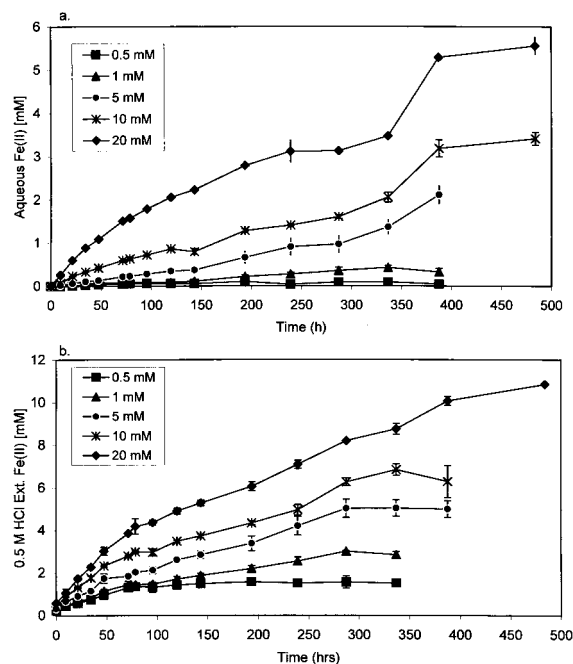 a.
6
5
4
3
2
1
0
Aqueous Fe(II) [mM]
0.5 mM
1 mM
5 mM
10 mM
20 mM
0 50 100 150 200 250 300 350 400 450 500
Time (h)
b.
12
10
8
6
4
2
0
0.5 M HCl Ext. Fe(II) [mM]
0.5 mM
1 mM
5 mM
10 mM
20 mM
0 50 100 150 200 250 300 350 400 450 500
Time (hrs)